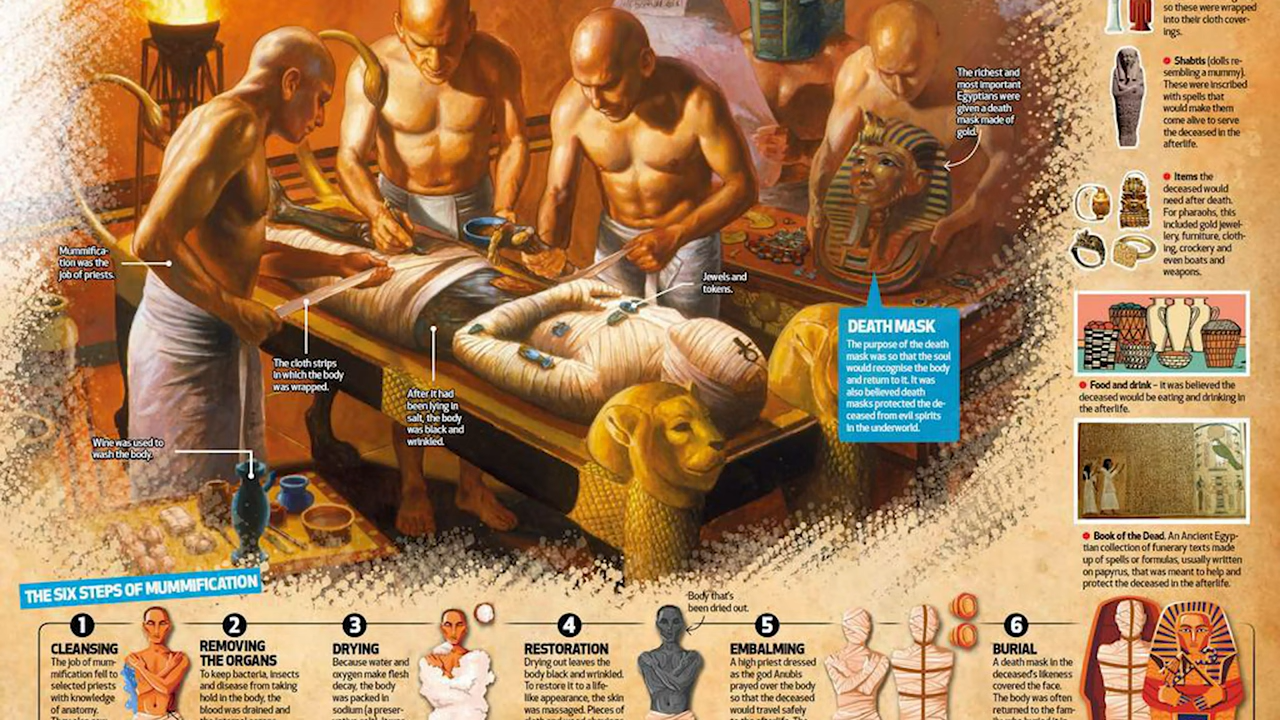 so these were wrapped
into their cloth cover-
ings.
Shabtis (dolls re-
sembling a mummy).
These were inscribed
with spells that
would make them
come alive to serve
the deceased in the
afterlife.
The richest and
most important
Egyptians were
given a death
mask made of
gold.
Items the
deceased would
need after death.
For pharaohs, this
included gold jewel-
lery, furniture, cloth-
ing, crockery and
even boats and
weapons.
Mummifica-
tion was the
job of priests.
Jewels and
tokens.
The cloth strips
in which the body
was wrapped.
After it had
been lying in
salt, the body
was black and
wrinkled.
Wine was used to
wash the body.
DEATH MASK
The purpose of the death
mask was so that the soul
would recognise the body
and return to it. It was
also believed death
masks protected the de-
ceased from evil spirits
in the underworld.
Food and drink – it was believed the
deceased would be eating and drinking in
the afterlife.
Book of the Dead. An Ancient Egyp-
tian collection of funerary texts made
up of spells or formulas, usually written
on papyrus, that was meant to help and
protect the deceased in the afterlife.
THE SIX STEPS OF MUMMIFICATION
1
CLEANSING
The job of mum-
mification fell to
selected priests
with knowledge
of anatomy.
2
REMOVING
THE ORGANS
To keep bacteria, insects
and disease from taking
hold in the body, the
blood was drained and
the internal organs
3
DRYING
Because water and
oxygen make flesh
decay, the body
was packed in
sodium (a preser-
4
RESTORATION
Drying out leaves the
body black and wrinkled.
To restore it to a life-
like appearance, the skin
was massaged. Pieces of
Body that's
been dried out.
5
EMBALMING
A high priest dressed
as the god Anubis
prayed over the body
so that the deceased
would travel safely
to the afterlife. The
6
BURIAL
A death mask in the
deceased's likeness
covered the face.
The body was often
returned to the fam-